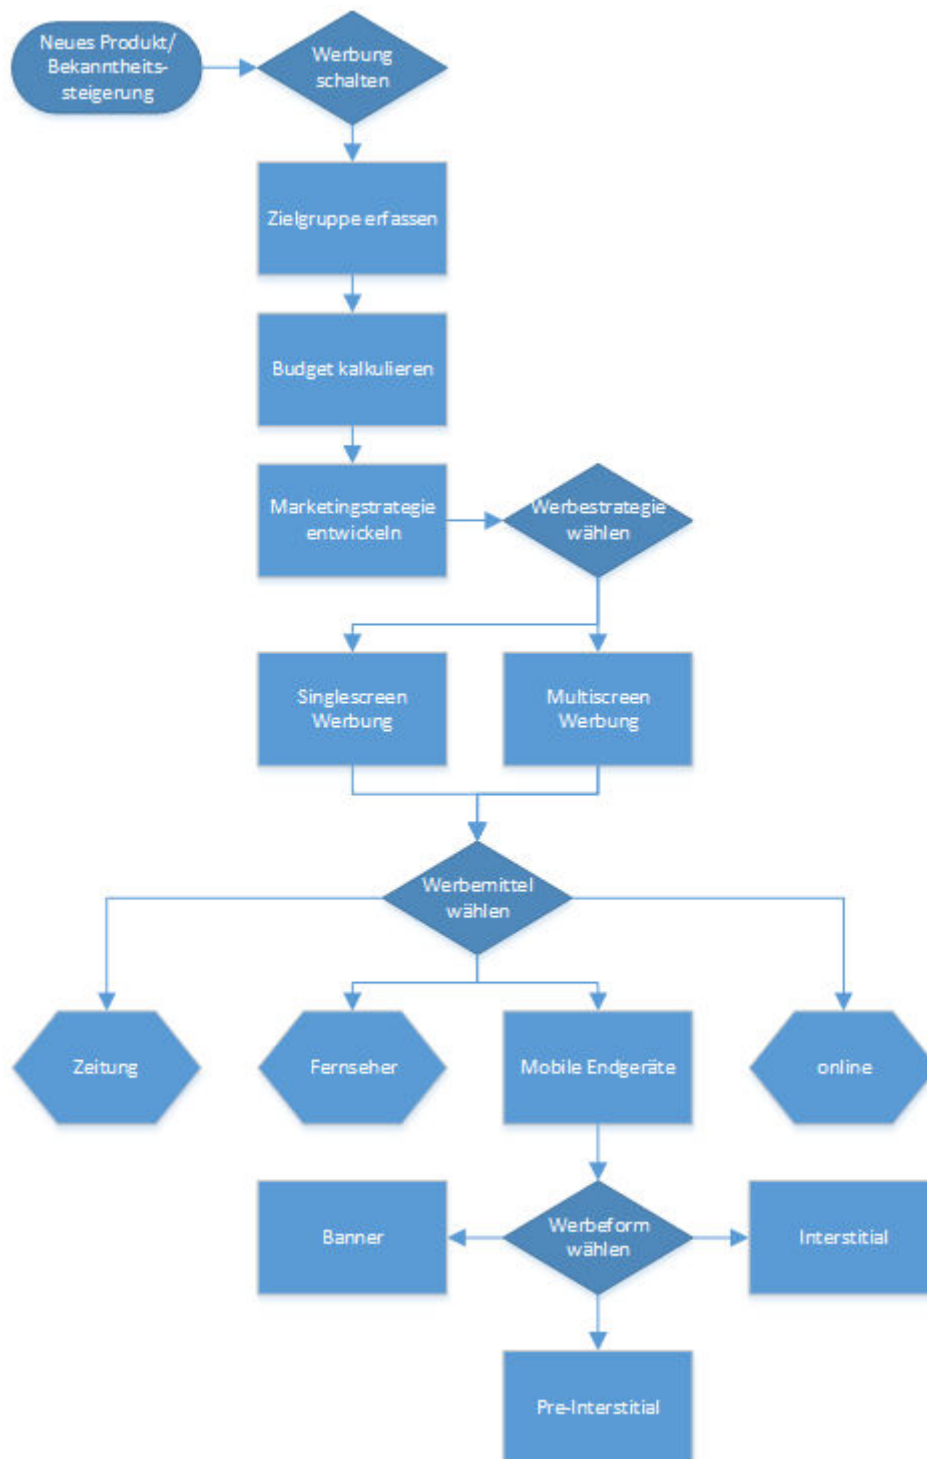 Neues Produkt/
Bekanntheits-
steigerung
Werbung
schalten
Zielgruppe erfassen
Budget kalkulieren
Marketingstrategie
entwickeln
Werbestrategie
wählen
Singlescreen
Werbung
Multiscreen
Werbung
Werbemittel
wählen
Zeitung
Fernseher
Mobile Endgeräte
online
Banner
Werbeform
wählen
Interstitial
Pre-Interstitial